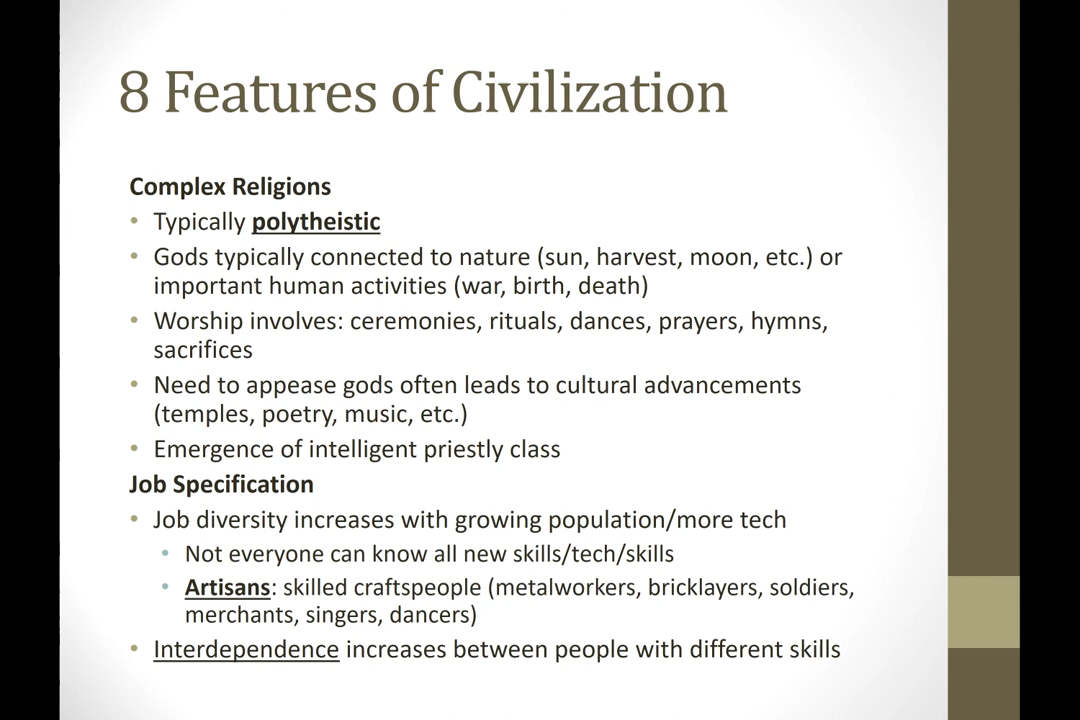 8 Features of Civilization
Complex Religions
• Typically polytheistic
• Gods typically connected to nature (sun, harvest, moon, etc.) or
important human activities (war, birth, death)
• Worship involves: ceremonies, rituals, dances, prayers, hymns,
sacrifices
• Need to appease gods often leads to cultural advancements
(temples, poetry, music, etc.)
• Emergence of intelligent priestly class
Job Specification
• Job diversity increases with growing population/more tech
• Not everyone can know all new skills/tech/skills
• Artisans: skilled craftspeople (metalworkers, bricklayers, soldiers,
merchants, singers, dancers)
• Interdependence increases between people with different skills